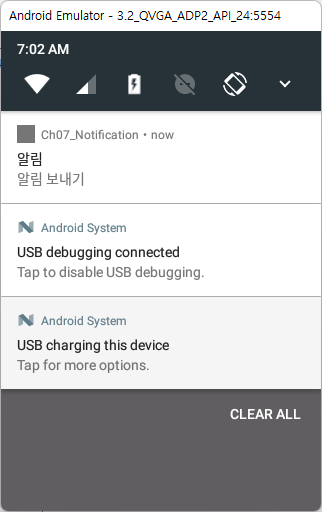 Android Emulator - 3.2_QVGA_ADP2_API_24:5554
7:02 AM
Ch07_Notification • now
알림
알림 보내기
Android System
USB debugging connected
Tap to disable USB debugging.
Android System
USB charging this device
Tap for more options.
CLEAR ALL